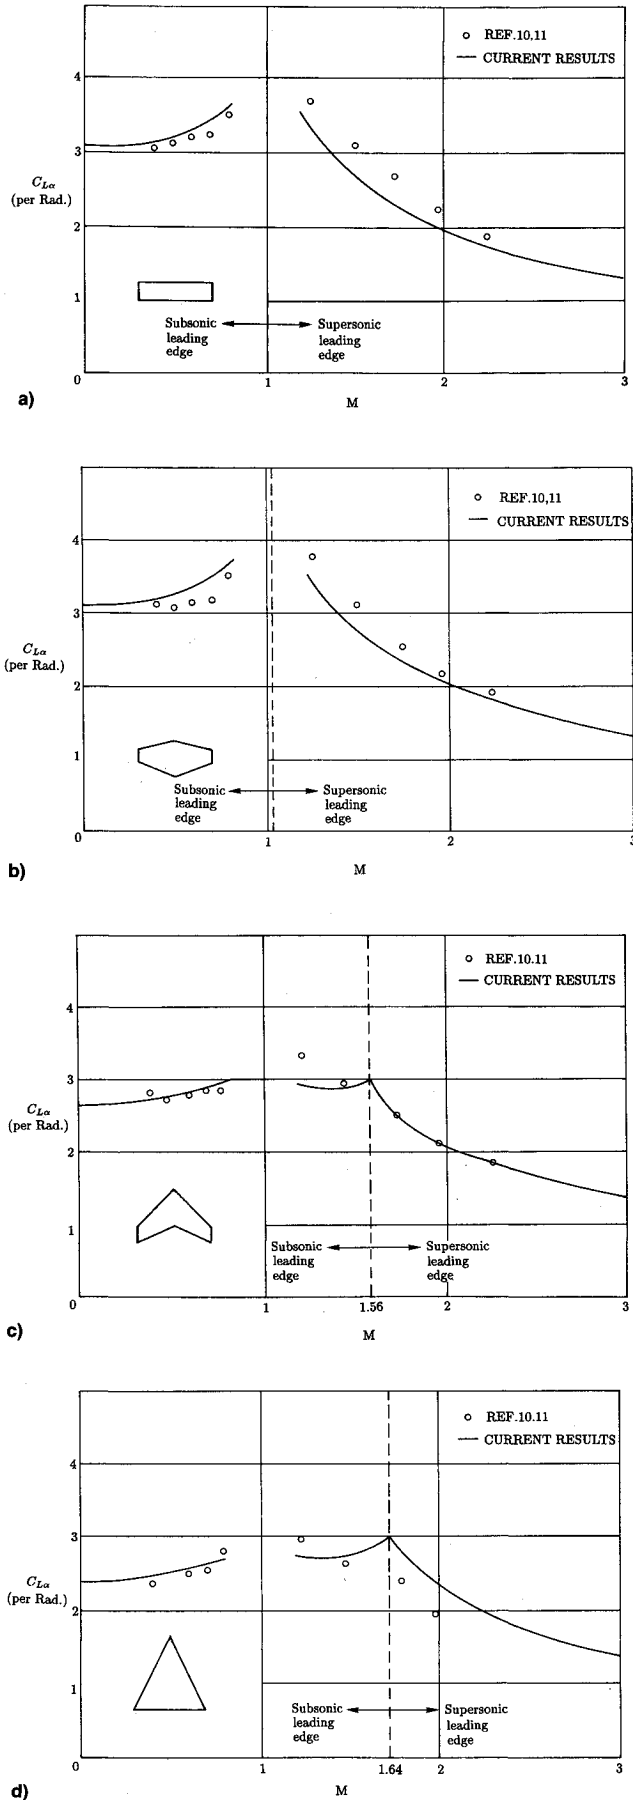 REF.10,11
CURRENT RESULTS
4
3
C_Lα
(per Rad.)
2
1
Subsonic Supersonic
leading leading
edge edge
0 1 2 3
M
a)
REF.10,11
CURRENT RESULTS
4
3
C_Lα
(per Rad.)
2
1
Subsonic Supersonic
leading leading
edge edge
0 1 2 3
M
b)
REF.10.11
CURRENT RESULTS
4
3
C_Lα
(per Rad.)
2
1
Subsonic Supersonic
leading leading
edge edge
0 1 1.56 2 3
M
c)
REF.10.11
CURRENT RESULTS
4
3
C_Lα
(per Rad.)
2
1
Subsonic Supersonic
leading leading
edge edge
0 1 1.64 2 3
M
d)